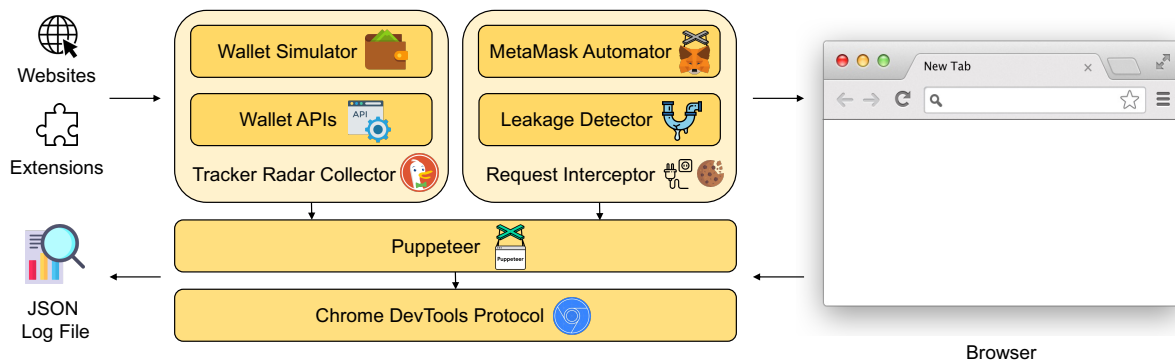 Websites
Extensions
Wallet Simulator
Wallet APIs
API
Tracker Radar Collector
MetaMask Automator
Leakage Detector
Request Interceptor
Puppeteer
Puppeteer
Chrome DevTools Protocol
JSON
Log File
New Tab
Browser